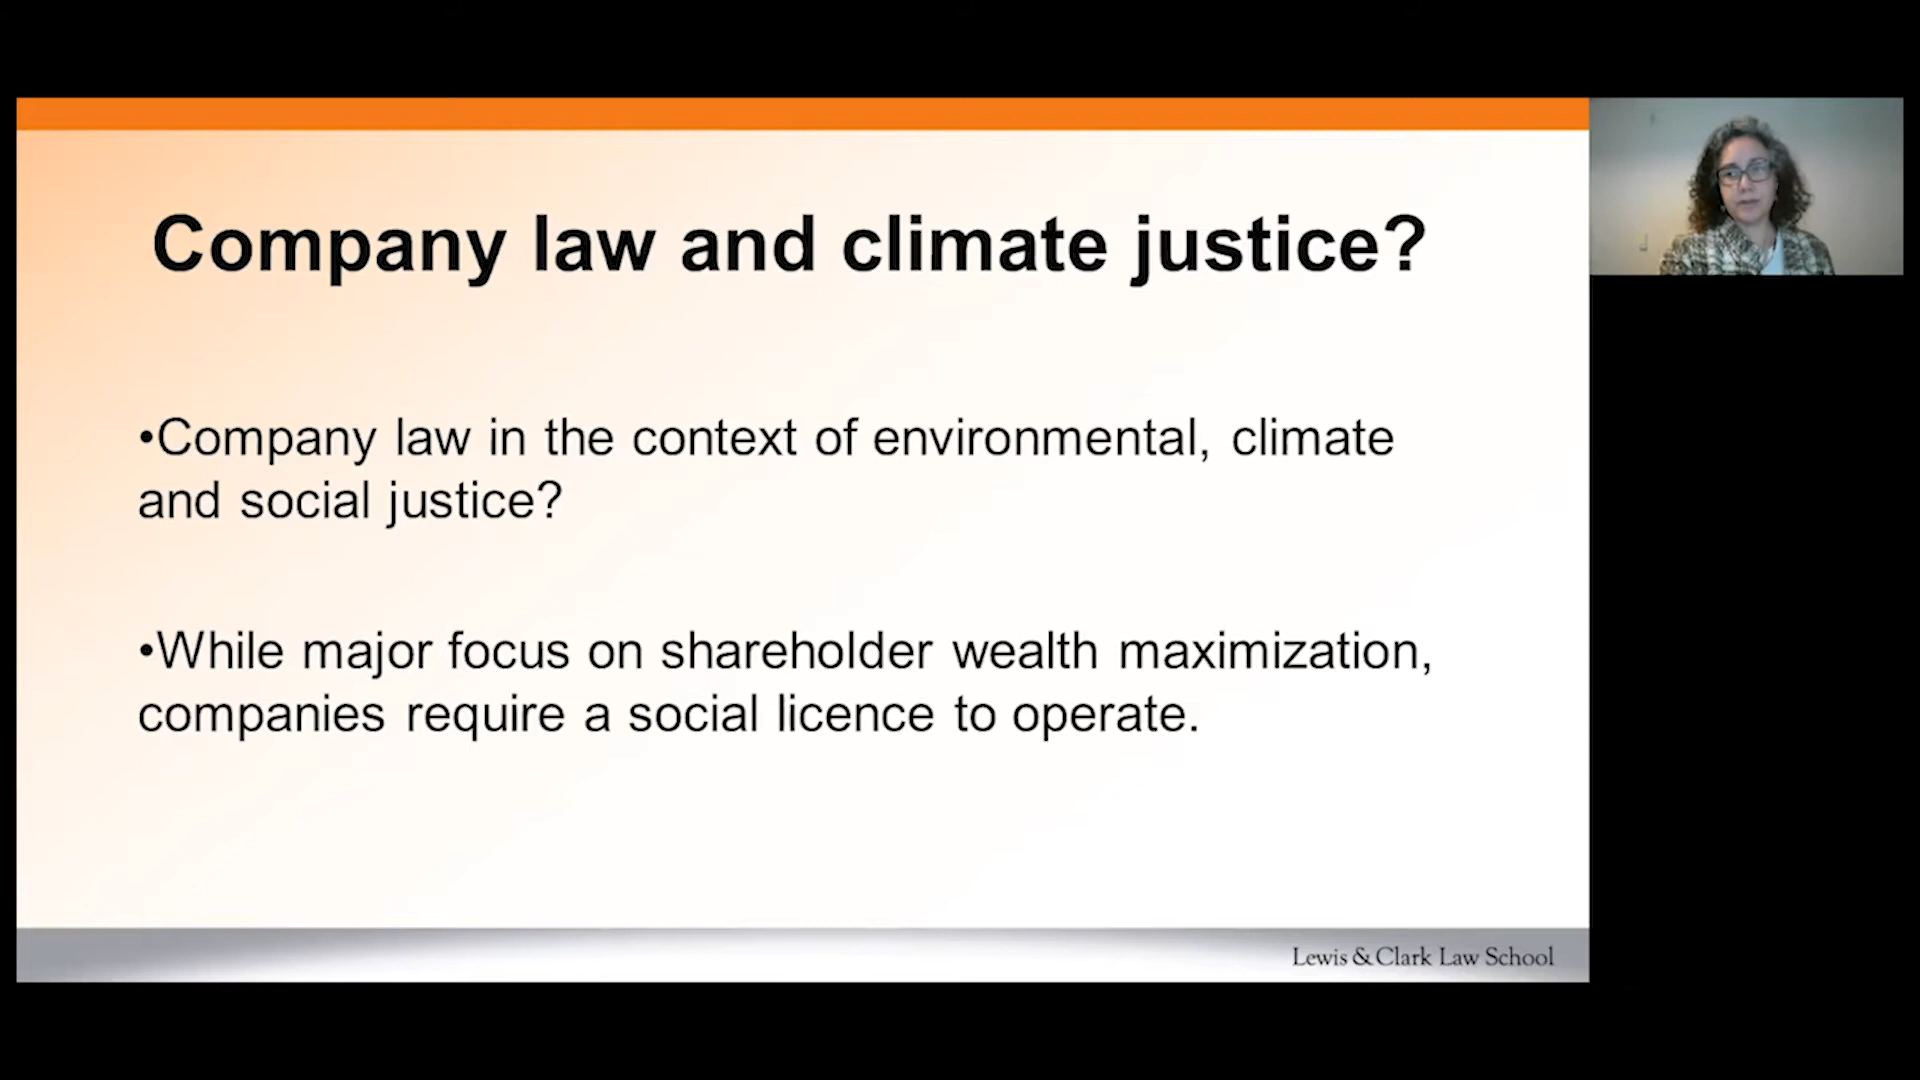 Company law and climate justice?
•Company law in the context of environmental, climate
and social justice?
•While major focus on shareholder wealth maximization,
companies require a social licence to operate.
Lewis & Clark Law School